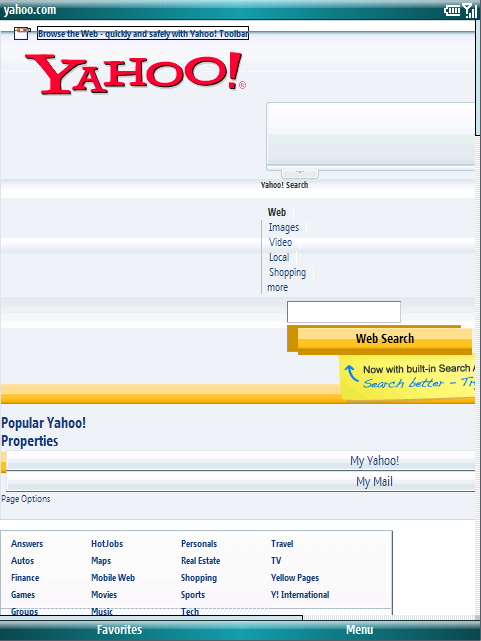 yahoo.com
Browse the Web - quickly and safely with Yahoo! Toolbar
YAHOO!®
Yahoo! Search
Web
Images
Video
Local
Shopping
more
Web Search
Now with built-in Search A
Search better - Tr
Popular Yahoo!
Properties
My Yahoo!
My Mail
Page Options
Answers HotJobs Personals Travel
Autos Maps Real Estate TV
Finance Mobile Web Shopping Yellow Pages
Games Movies Sports Y! International
Groups Music Tech
Favorites Menu